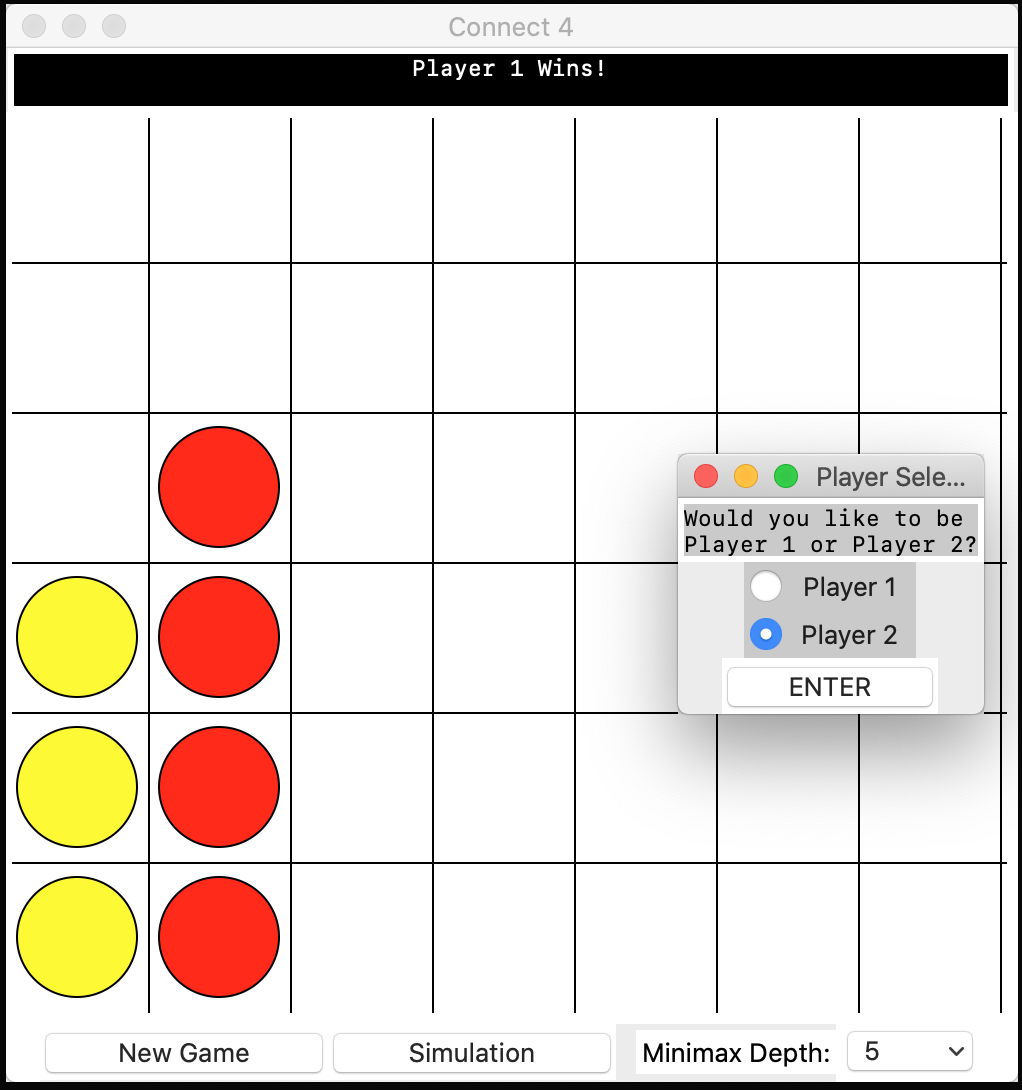 Connect 4
Player 1 Wins!
Player Sele...
Would you like to be
Player 1 or Player 2?
Player 1
Player 2
ENTER
New Game
Simulation
Minimax Depth:
5